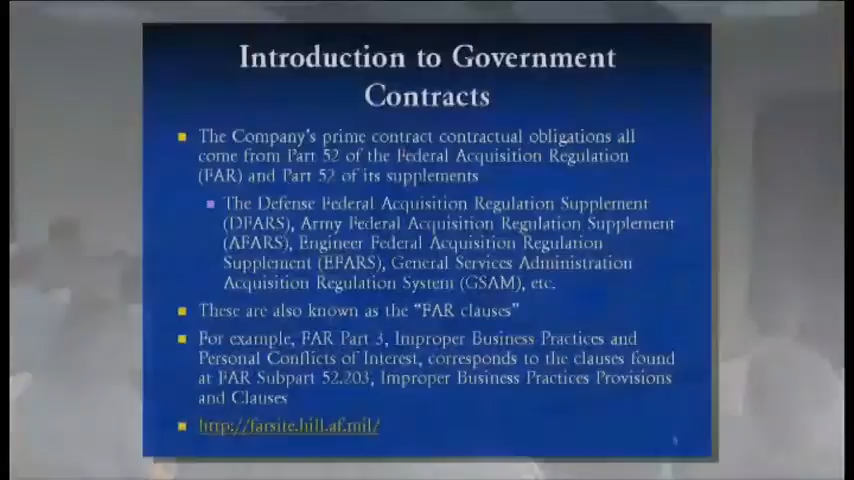 Introduction to Government
Contracts
The Company's prime contract contractual obligations all
come from Part 52 of the Federal Acquisition Regulation
(FAR) and Part 52 of its supplements
The Defense Federal Acquisition Regulation Supplement
(DFARS), Army Federal Acquisition Regulation Supplement
(AFARS), Engineer Federal Acquisition Regulation
Supplement (EFARS), General Services Administration
Acquisition Regulation System (GSAM), etc.
These are also known as the "FAR clauses"
For example, FAR Part 3, Improper Business Practices and
Personal Conflicts of Interest, corresponds to the clauses found
at FAR Subpart 52.203, Improper Business Practices Provisions
and Clauses
http://farsite.hill.af.mil/